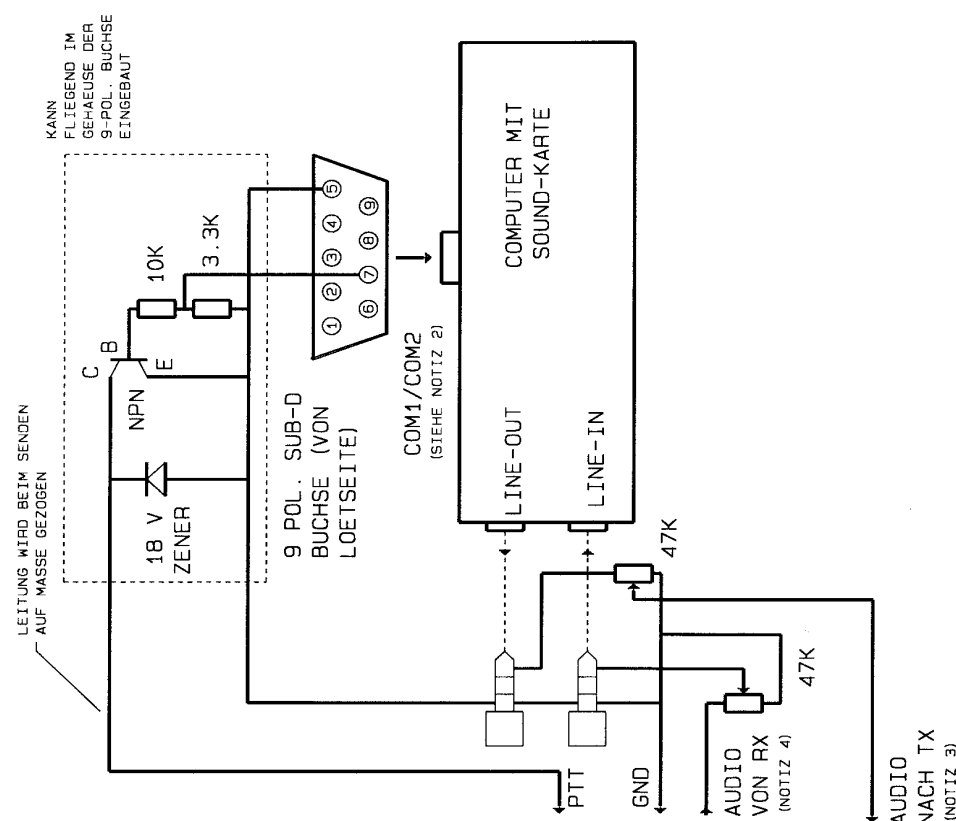 KANN
FLIEGEND IM
GEHAEUSE DER
9-POL. BUCHSE
EINGEBAUT
LEITUNG WIRD BEIM SENDEN
AUF MASSE GEZOGEN
C
B
E
NPN
10K
3.3K
18 V
ZENER
1
2
3
4
5
6
7
8
9
9 POL. SUB-D
BUCHSE (VON
LOETSEITE)
COM1/COM2
(SIEHE NOTIZ 2)
COMPUTER MIT
SOUND-KARTE
LINE-OUT
LINE-IN
47K
47K
PTT
GND
AUDIO
VON RX
(NOTIZ 4)
AUDIO
NACH TX
(NOTIZ 3)